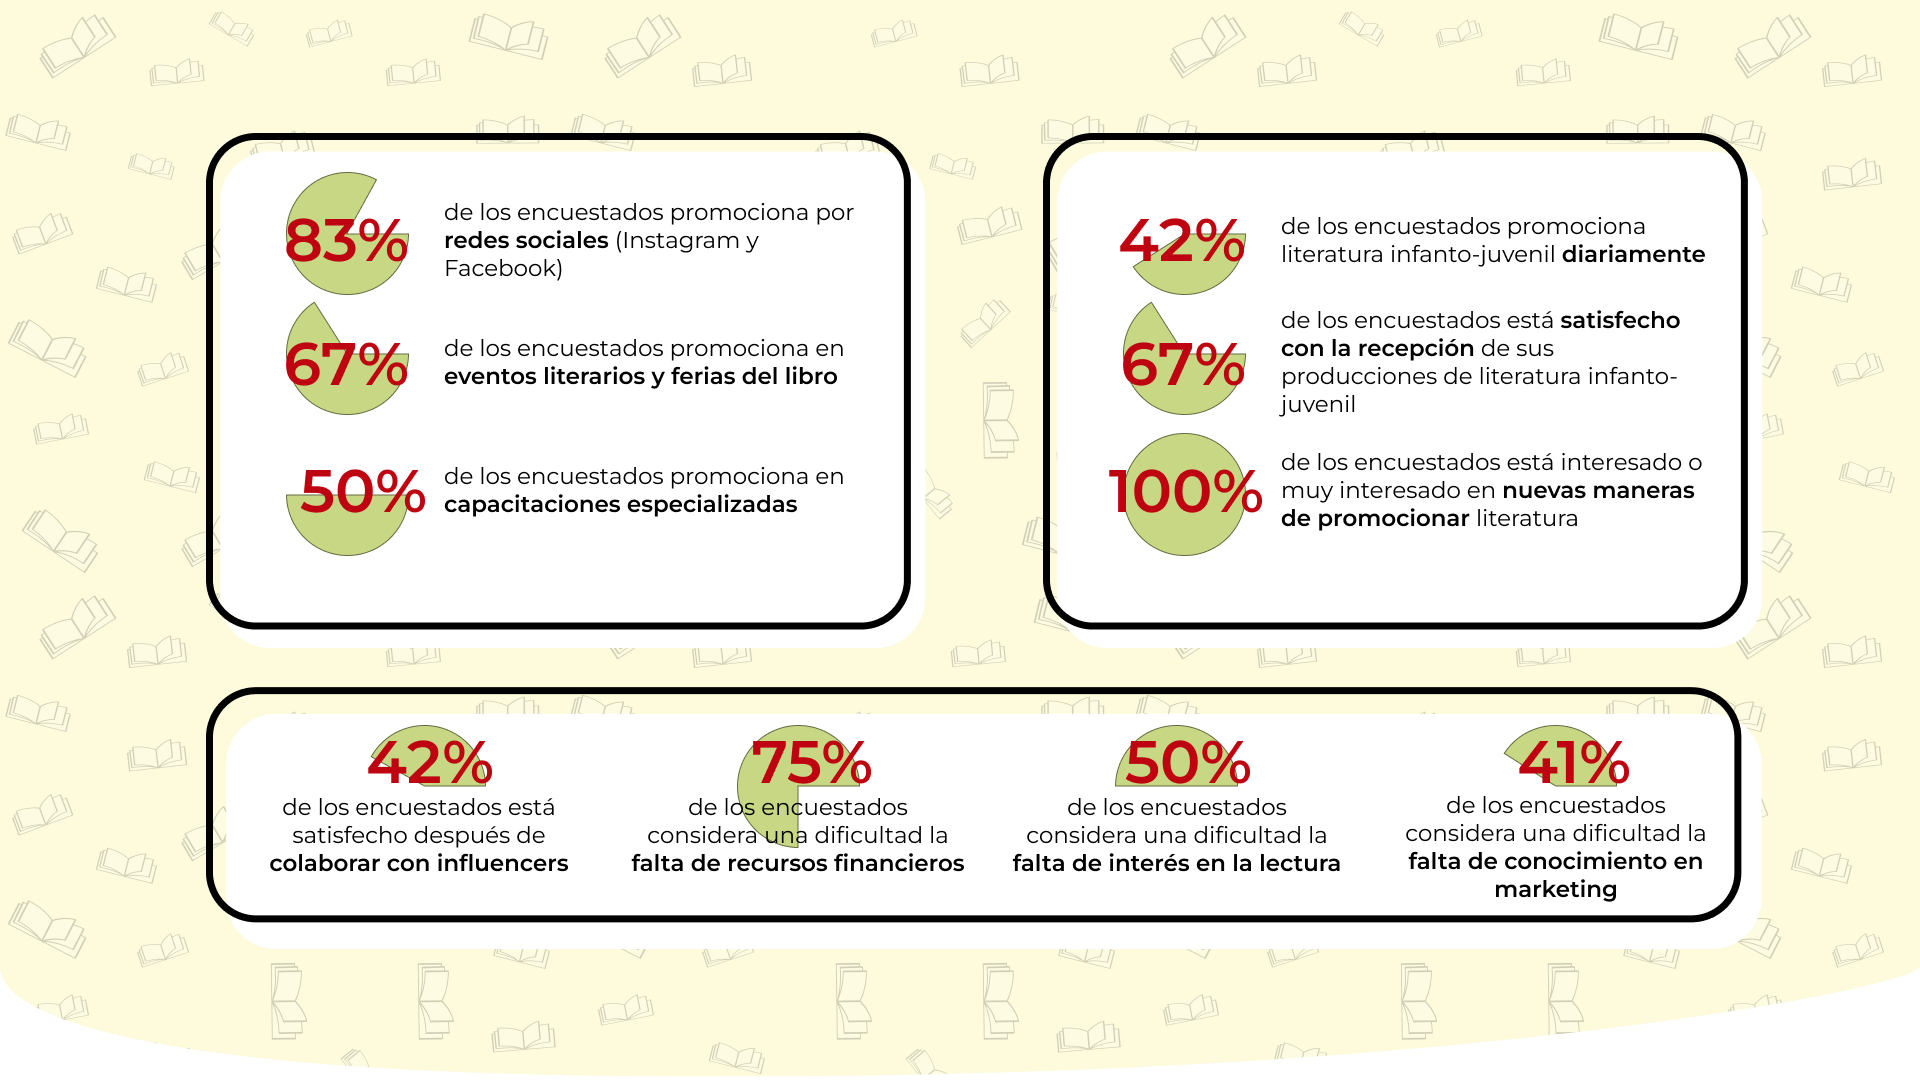 83%
de los encuestados promociona por
redes sociales (Instagram y
Facebook)
67%
de los encuestados promociona en
eventos literarios y ferias del libro
50%
de los encuestados promociona en
capacitaciones especializadas
42%
de los encuestados promociona
literatura infanto-juvenil diariamente
67%
de los encuestados está satisfecho
con la recepción de sus
producciones de literatura infanto-
juvenil
100%
de los encuestados está interesado o
muy interesado en nuevas maneras
de promocionar literatura
42%
de los encuestados está
satisfecho después de
colaborar con influencers
75%
de los encuestados
considera una dificultad la
falta de recursos financieros
50%
de los encuestados
considera una dificultad la
falta de interés en la lectura
41%
de los encuestados
considera una dificultad la
falta de conocimiento en
marketing